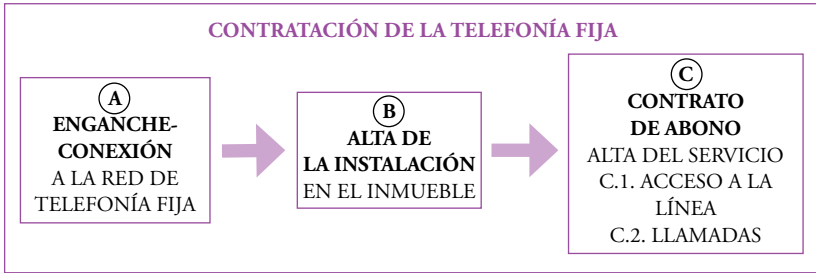 CONTRATACIÓN DE LA TELEFONÍA FIJA
A
ENGANCHE-
CONEXIÓN
A LA RED DE
TELEFONÍA FIJA
B
ALTA DE
LA INSTALACIÓN
EN EL INMUEBLE
C
CONTRATO
DE ABONO
ALTA DEL SERVICIO
C.1. ACCESO A LA
LÍNEA
C.2. LLAMADAS